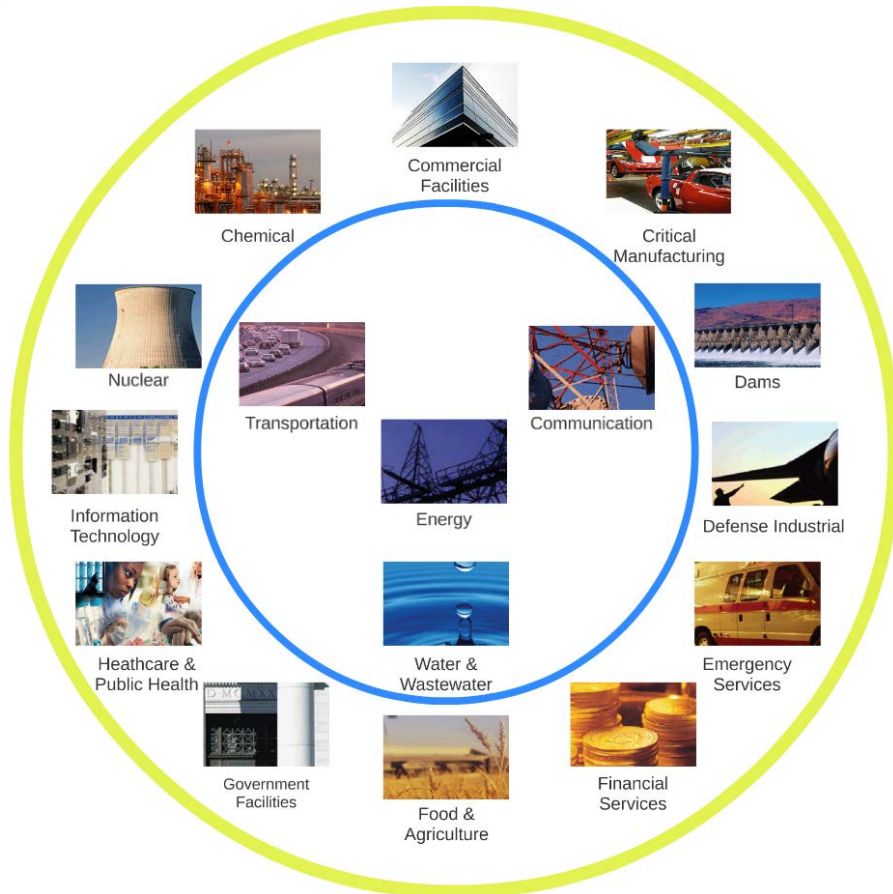 Commercial
Facilities
Chemical
Critical
Manufacturing
Nuclear
Dams
Transportation
Communication
Energy
Information
Technology
Defense Industrial
Heathcare &
Public Health
Water &
Wastewater
Emergency
Services
D·MCMXX
Government
Facilities
Food &
Agriculture
Financial
Services